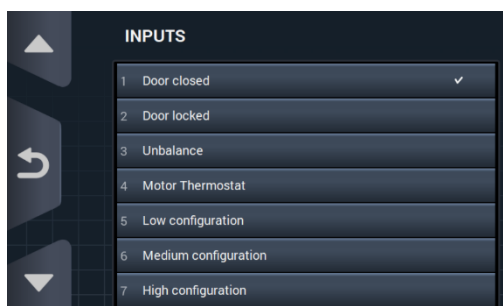 INPUTS
1 Door closed
2 Door locked
3 Unbalance
4 Motor Thermostat
5 Low configuration
6 Medium configuration
7 High configuration